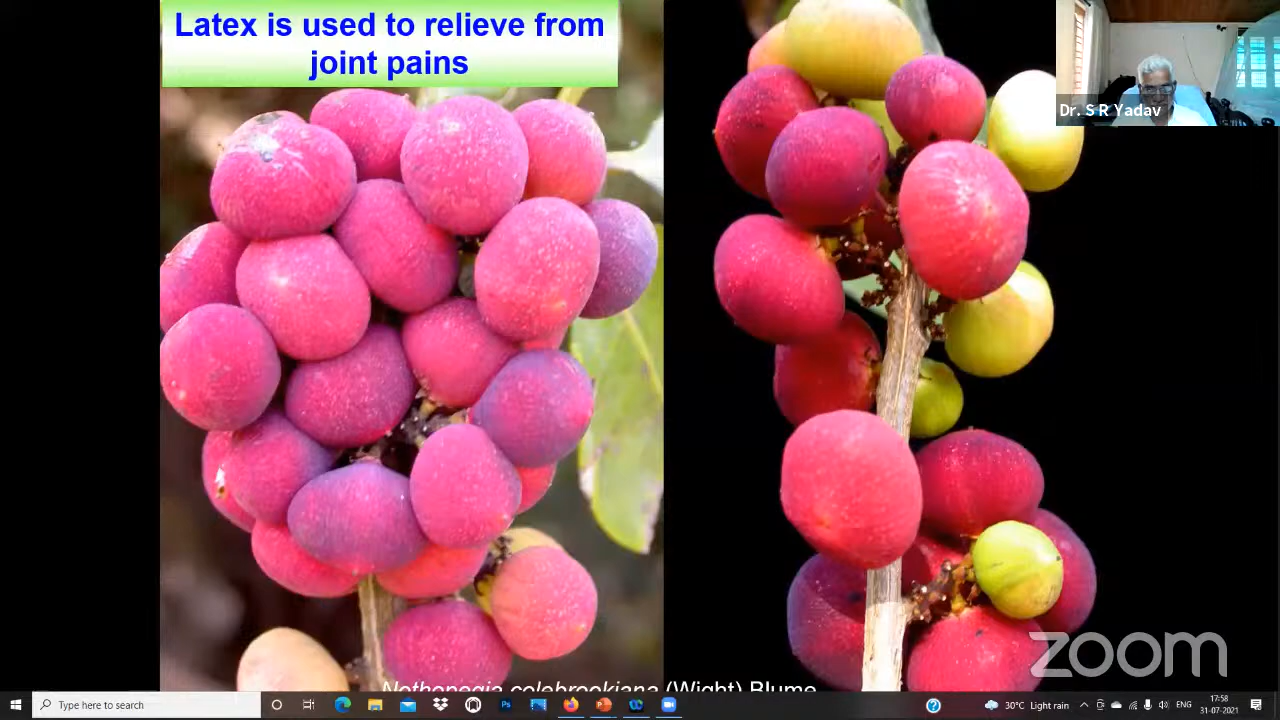 Latex is used to relieve from
joint pains
Dr. S R Yadav
Nothopegia colebrookiana (Wight) Blume
zoom
Type here to search
30°C Light rain
ENG
17:58
31-07-2021